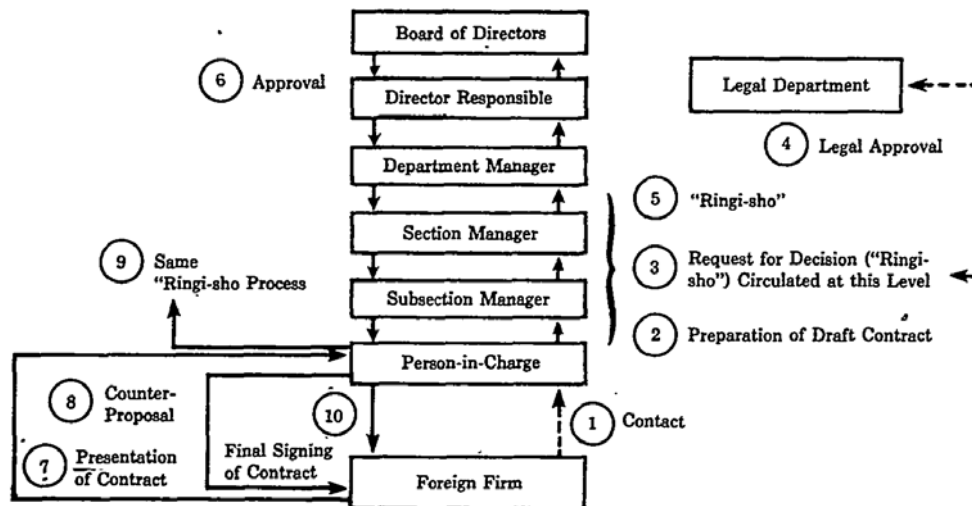 Board of Directors
6 Approval
Director Responsible
Legal Department
4 Legal Approval
Department Manager
5 "Ringi-sho"
Section Manager
9 Same
"Ringi-sho Process
3 Request for Decision ("Ringi-
sho") Circulated at this Level
Subsection Manager
2 Preparation of Draft Contract
Person-in-Charge
8 Counter-
Proposal
10
1 Contact
7 Presentation
of Contract
Final Signing
of Contract
Foreign Firm